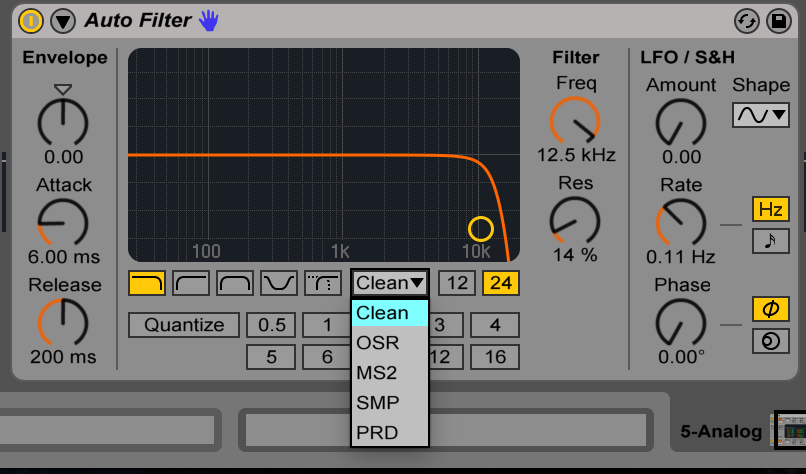 Auto Filter
Envelope
0.00
Attack
6.00 ms
Release
200 ms
100 1k 10k
Filter
Freq
12.5 kHz
Res
14 %
LFO / S&H
Amount Shape
0.00
Rate
Hz
0.11 Hz
Phase
0.00°
Clean 12 24
Quantize 0.5 1 3 4
5 6 12 16
Clean
OSR
MS2
SMP
PRD
5-Analog